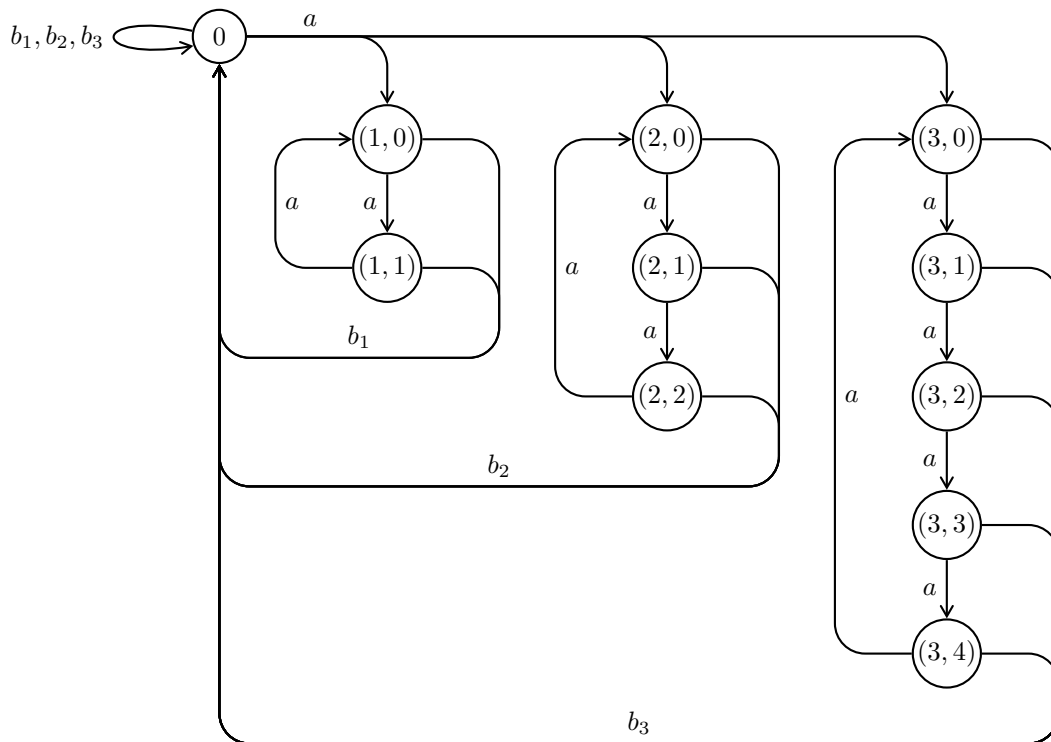 a
b₁, b₂, b₃ 0
(1, 0) (2, 0) (3, 0)
a a a a a
(1, 1) (2, 1) (3, 1)
b₁ a a
(2, 2) (3, 2)
a
b₂ a
(3, 3)
a
(3, 4)
b₃